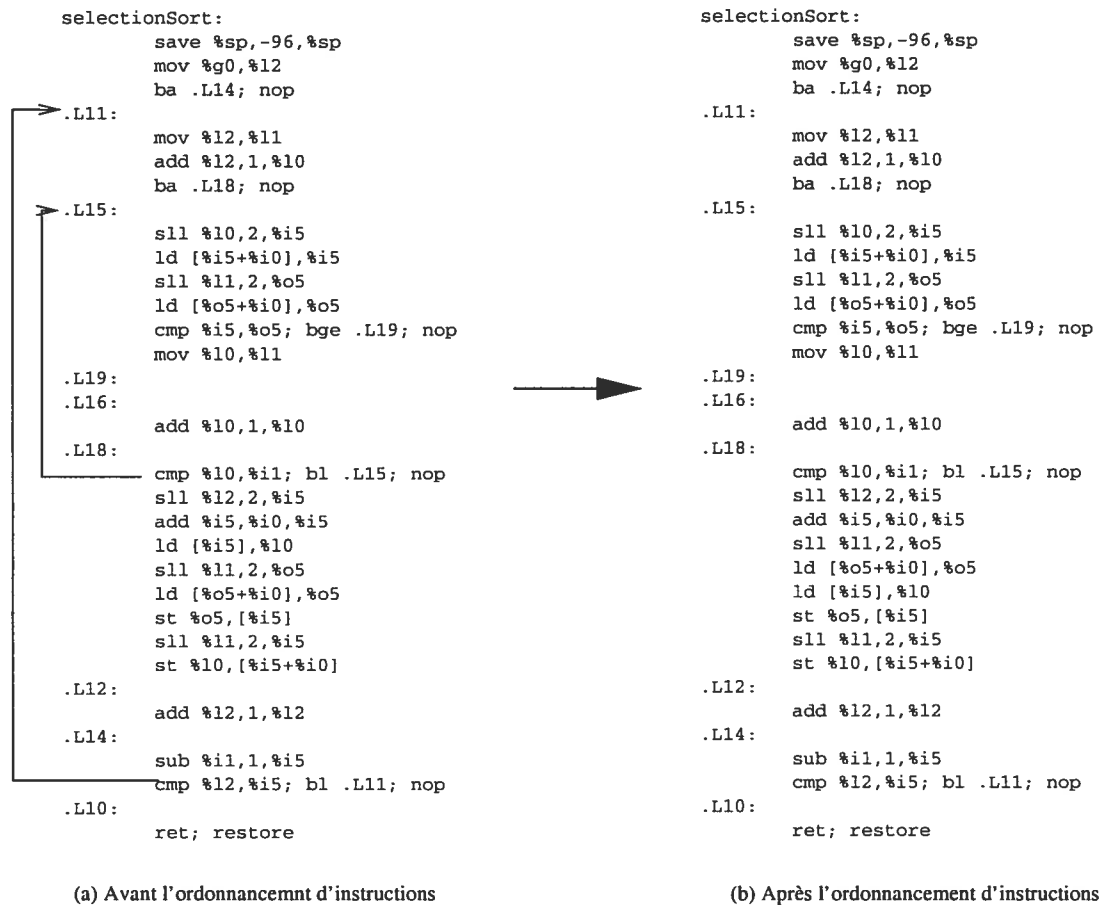 selectionSort:
save %sp,-96,%sp
mov %g0,%l2
ba .L14; nop
.L11:
mov %l2,%l1
add %l2,1,%l0
ba .L18; nop
.L15:
sll %l0,2,%i5
ld [%i5+%i0],%i5
sll %l1,2,%o5
ld [%o5+%i0],%o5
cmp %i5,%o5; bge .L19; nop
mov %l0,%l1
.L19:
.L16:
add %l0,1,%l0
.L18:
cmp %l0,%i1; bl .L15; nop
sll %l2,2,%i5
add %i5,%i0,%i5
ld [%i5],%l0
sll %l1,2,%o5
ld [%o5+%i0],%o5
st %o5,[%i5]
sll %l1,2,%i5
st %l0,[%i5+%i0]
.L12:
add %l2,1,%l2
.L14:
sub %i1,1,%i5
cmp %l2,%i5; bl .L11; nop
.L10:
ret; restore
(a) Avant l'ordonnancemnt d'instructions
selectionSort:
save %sp,-96,%sp
mov %g0,%l2
ba .L14; nop
.L11:
mov %l2,%l1
add %l2,1,%l0
ba .L18; nop
.L15:
sll %l0,2,%i5
ld [%i5+%i0],%i5
sll %l1,2,%o5
ld [%o5+%i0],%o5
cmp %i5,%o5; bge .L19; nop
mov %l0,%l1
.L19:
.L16:
add %l0,1,%l0
.L18:
cmp %l0,%i1; bl .L15; nop
sll %l2,2,%i5
add %i5,%i0,%i5
sll %l1,2,%o5
ld [%o5+%i0],%o5
ld [%i5],%l0
st %o5,[%i5]
sll %l1,2,%i5
st %l0,[%i5+%i0]
.L12:
add %l2,1,%l2
.L14:
sub %i1,1,%i5
cmp %l2,%i5; bl .L11; nop
.L10:
ret; restore
(b) Après l'ordonnancement d'instructions